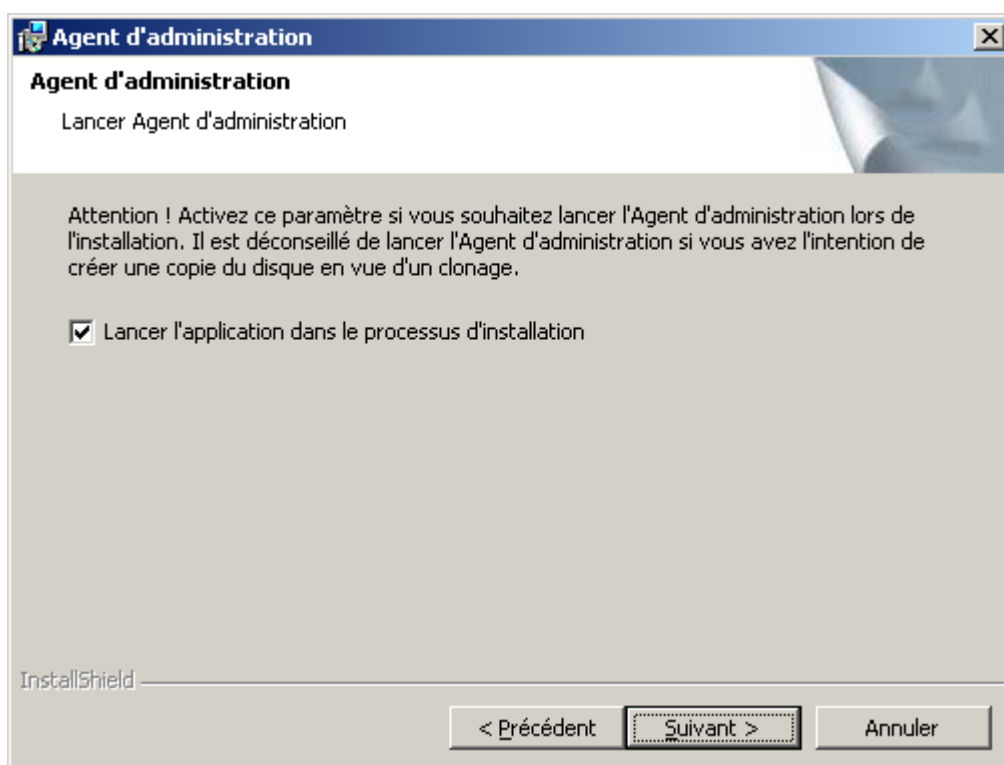 Agent d'administration
Agent d'administration
Lancer Agent d'administration
Attention ! Activez ce paramètre si vous souhaitez lancer l'Agent d'administration lors de
l'installation. Il est déconseillé de lancer l'Agent d'administration si vous avez l'intention de
créer une copie du disque en vue d'un clonage.
Lancer l'application dans le processus d'installation
InstallShield
< Précédent
Suivant >
Annuler